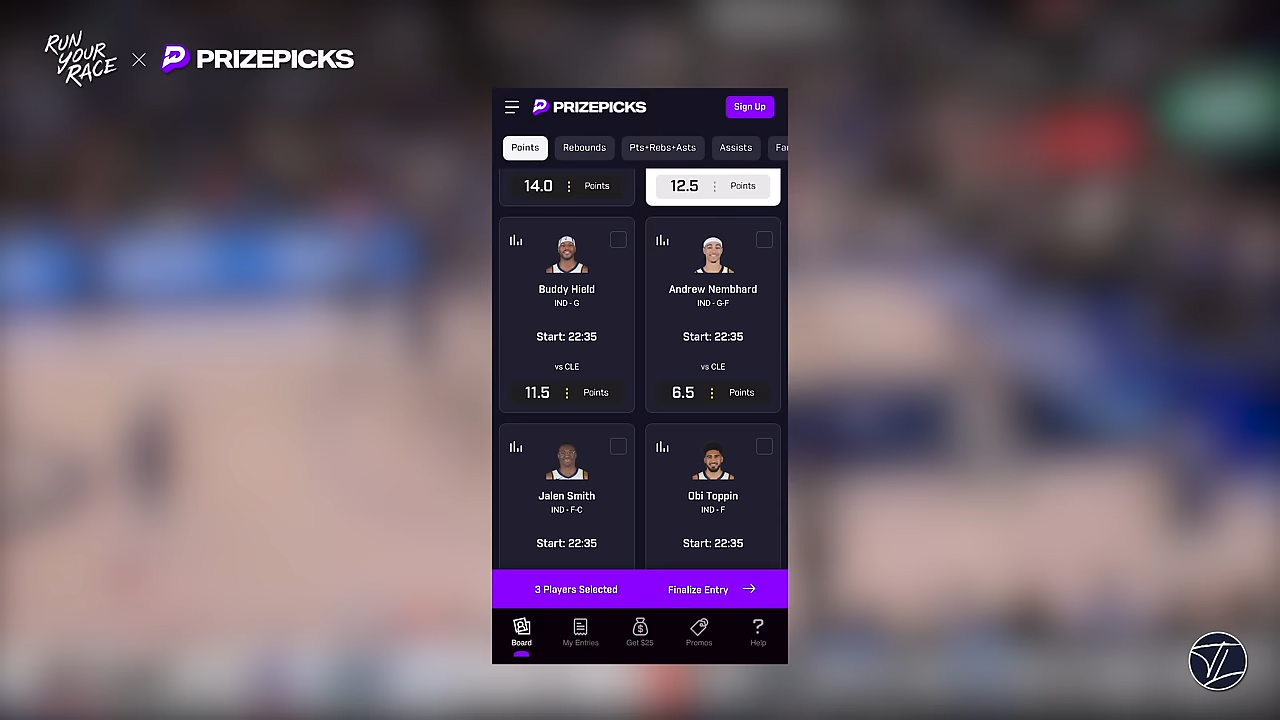 RUN
YOUR
RACE
× PRIZEPICKS
PRIZEPICKS
Sign Up
Points Rebounds Pts+Rebs+Asts Assists Fa
14.0 Points
12.5 Points
Buddy Hield
IND - G
Start: 22:35
vs CLE
11.5 Points
Andrew Nembhard
IND - G-F
Start: 22:35
vs CLE
6.5 Points
Jalen Smith
IND - F-C
Start: 22:35
Obi Toppin
IND - F
Start: 22:35
3 Players Selected Finalize Entry →
Board My Entries Get $25 Promos Help